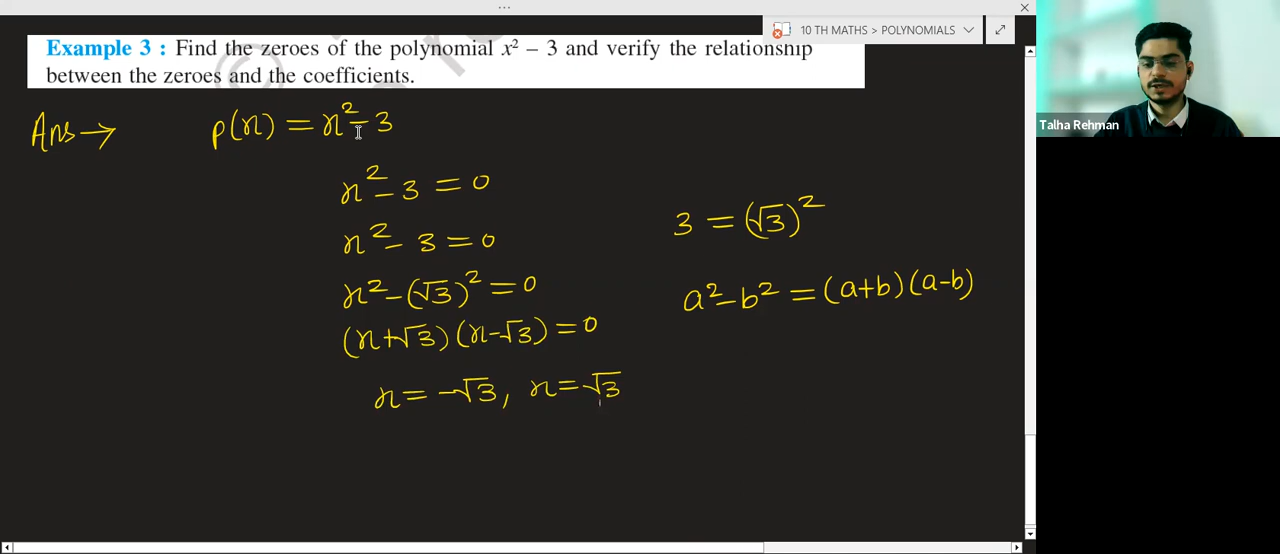 10 TH MATHS > POLYNOMIALS
Example 3 : Find the zeroes of the polynomial x² – 3 and verify the relationship
between the zeroes and the coefficients.
Talha Rehman
Ans → p(x) = x² - 3
x² - 3 = 0
x² - 3 = 0
x² - (√3)² = 0
(x+√3) (x-√3) = 0
x = -√3, x = √3
3 = (√3)²
a² - b² = (a+b) (a-b)